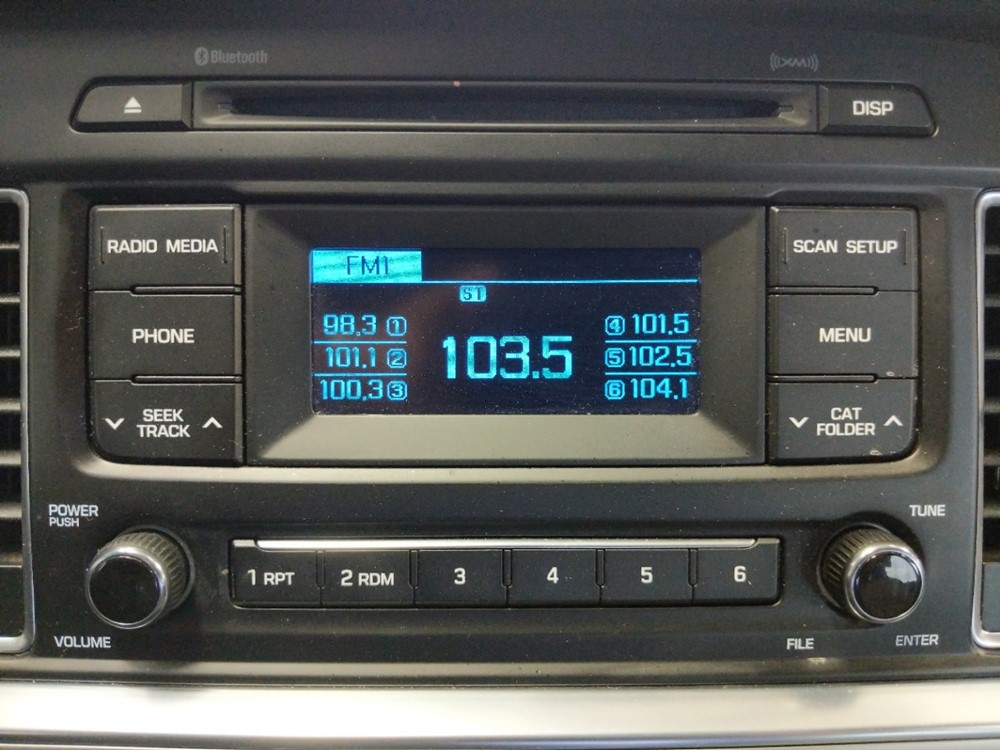 Bluetooth
((XM))
DISP
RADIO MEDIA
SCAN SETUP
PHONE
MENU
SEEK
TRACK
CAT
FOLDER
FM1
ST
98.3 1
101.1 2
100.3 3
103.5
4 101.5
5 102.5
6 104.1
POWER
PUSH
VOLUME
1 RPT
2 RDM
3
4
5
6
TUNE
FILE
ENTER